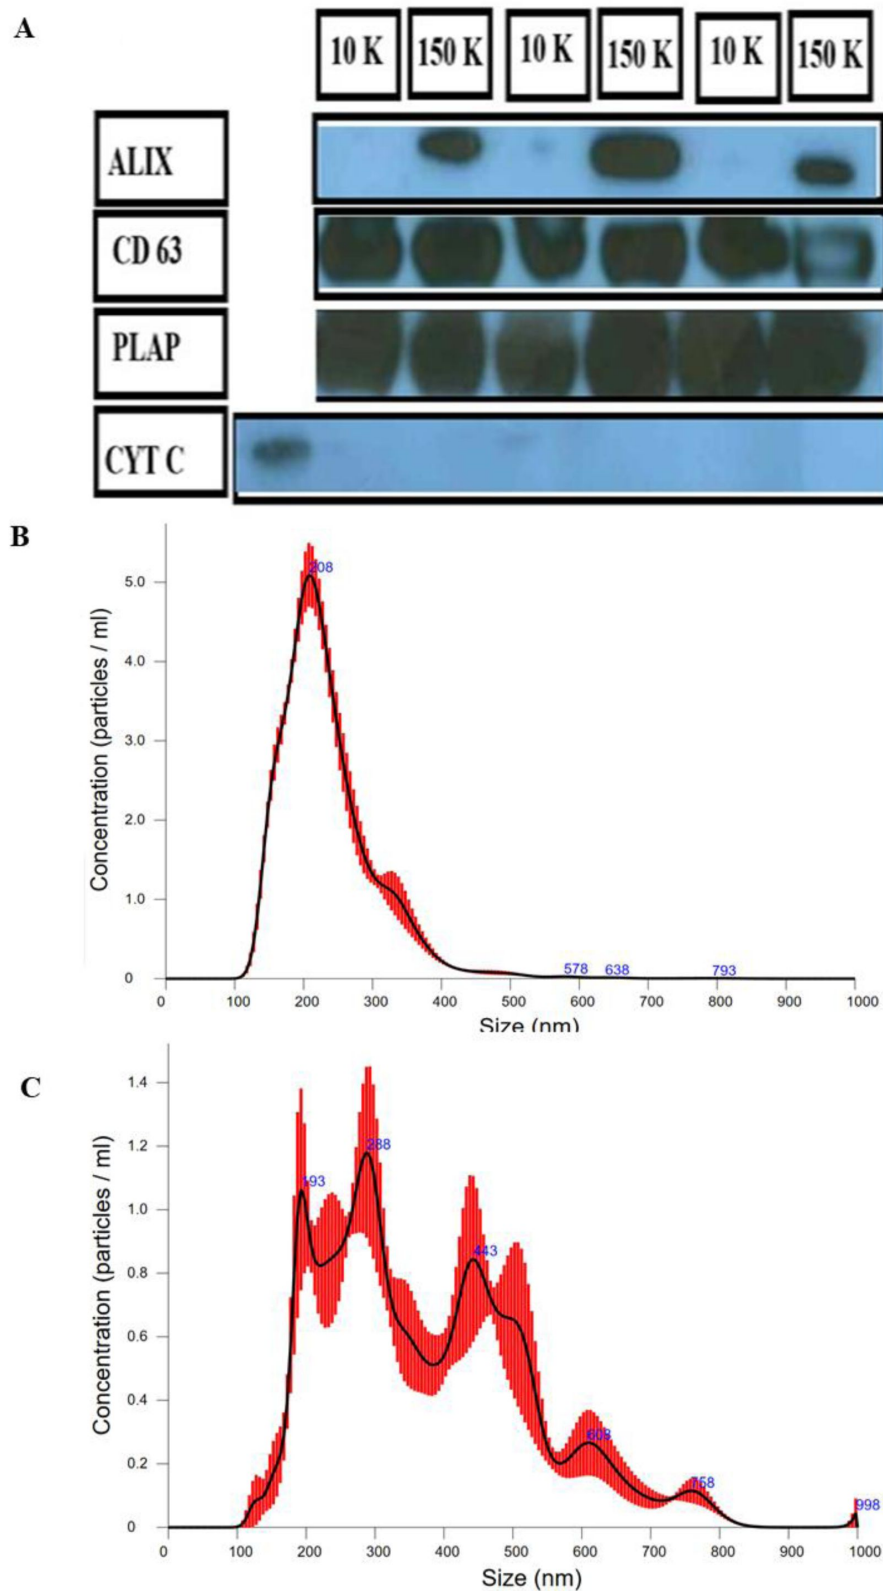 A
10 K 150 K 10 K 150 K 10 K 150 K
ALIX
CD 63
PLAP
CYT C
B
Concentration (particles / ml)
5.0
4.0
3.0
2.0
1.0
0
208
578 638 793
0 100 200 300 400 500 600 700 800 900 1000
Size (nm)
C
Concentration (particles / ml)
1.4
1.2
1.0
0.8
0.6
0.4
0.2
0
193
288
443
608
758
998
0 100 200 300 400 500 600 700 800 900 1000
Size (nm)